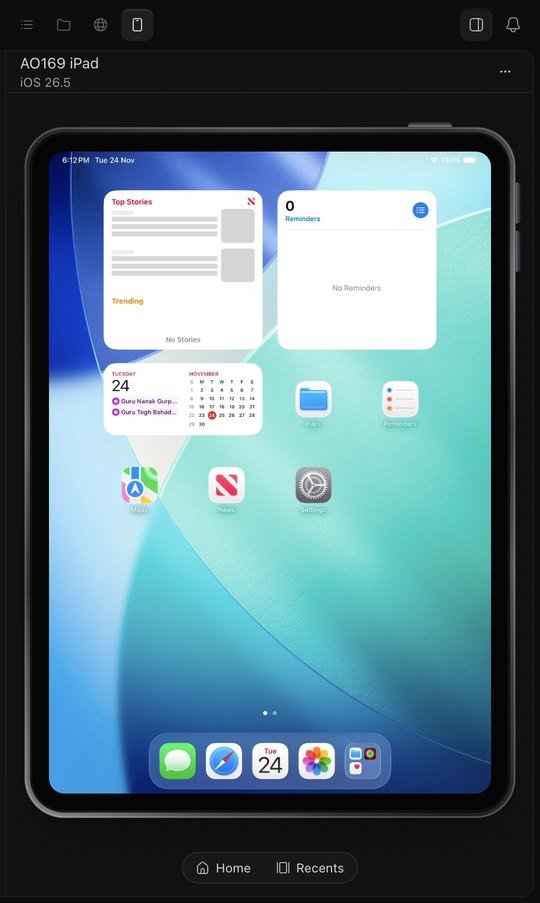 AO169 iPad
iOS 26.5
6:12 PM Tue 24 Nov
100%
Top Stories
Trending
No Stories
0
Reminders
No Reminders
TUESDAY
24
Guru Nanak Gurp...
Guru Tegh Bahad...
NOVEMBER
S M T W T F S
1 2 3 4 5 6 7
8 9 10 11 12 13 14
15 16 17 18 19 20 21
22 23 24 25 26 27 28
29 30
Files
Reminders
Maps
News
Settings
Tue
24
Home
Recents